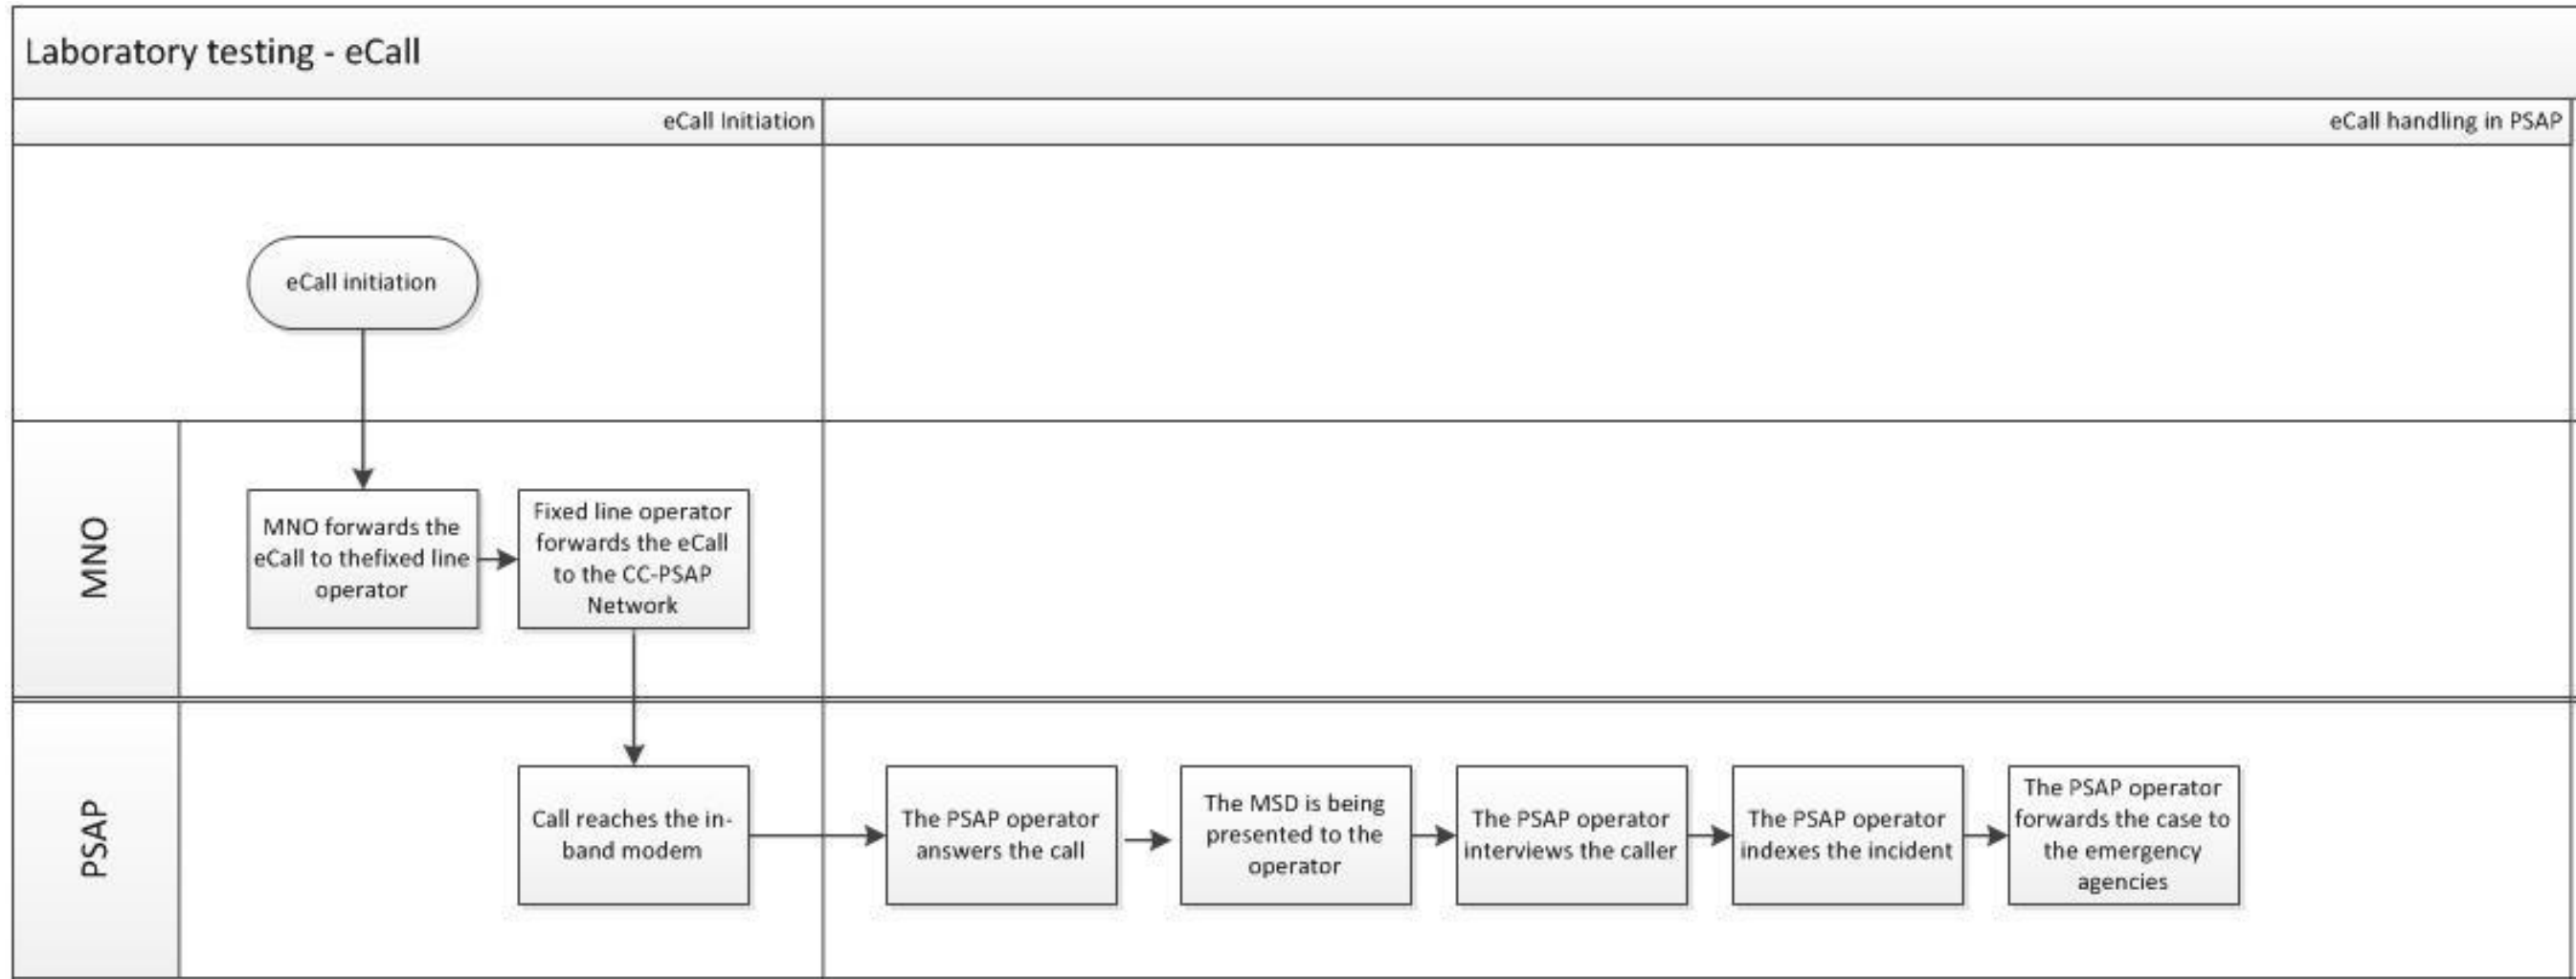 Laboratory testing - eCall
eCall Initiation
eCall handling in PSAP
eCall initiation
MNO
MNO forwards the
eCall to thefixed line
operator
Fixed line operator
forwards the eCall
to the CC-PSAP
Network
PSAP
Call reaches the in-
band modem
The PSAP operator
answers the call
The MSD is being
presented to the
operator
The PSAP operator
interviews the caller
The PSAP operator
indexes the incident
The PSAP operator
forwards the case to
the emergency
agencies